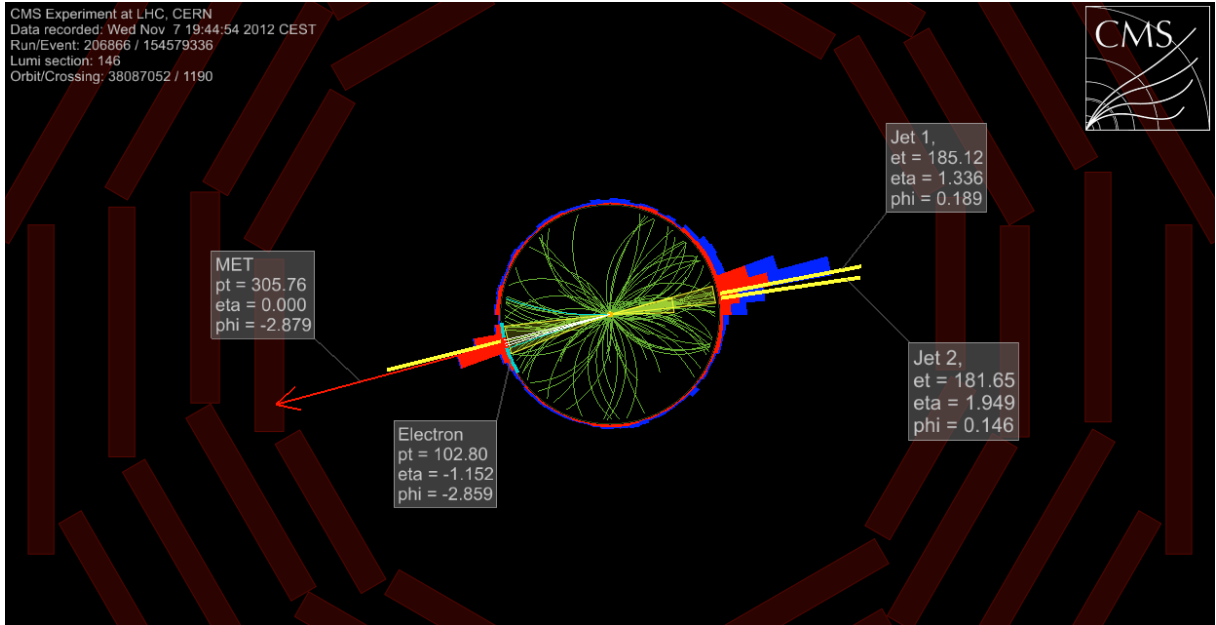 CMS Experiment at LHC, CERN
Data recorded: Wed Nov 7 19:44:54 2012 CEST
Run/Event: 206866 / 154579336
Lumi section: 146
Orbit/Crossing: 38087052 / 1190
CMS
Jet 1,
et = 185.12
eta = 1.336
phi = 0.189
MET
pt = 305.76
eta = 0.000
phi = -2.879
Jet 2,
et = 181.65
eta = 1.949
phi = 0.146
Electron
pt = 102.80
eta = -1.152
phi = -2.859